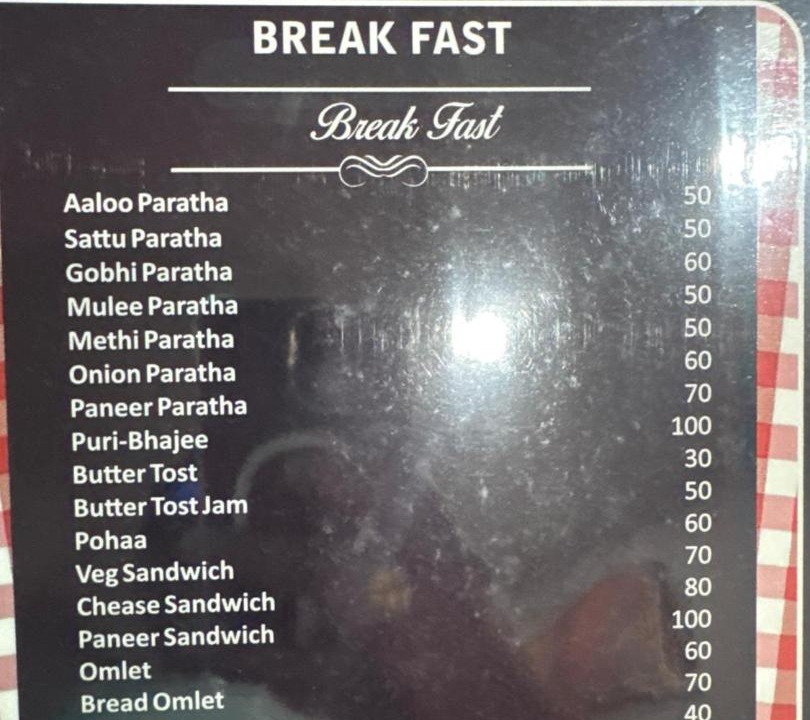 BREAK FAST
Break Fast
Aaloo Paratha 50
Sattu Paratha 50
Gobhi Paratha 60
Mulee Paratha 50
Methi Paratha 50
Onion Paratha 60
Paneer Paratha 70
Puri-Bhajee 100
Butter Tost 30
Butter Tost Jam 50
Pohaa 60
Veg Sandwich 70
Chease Sandwich 80
Paneer Sandwich 100
Omlet 60
Bread Omlet 70
40